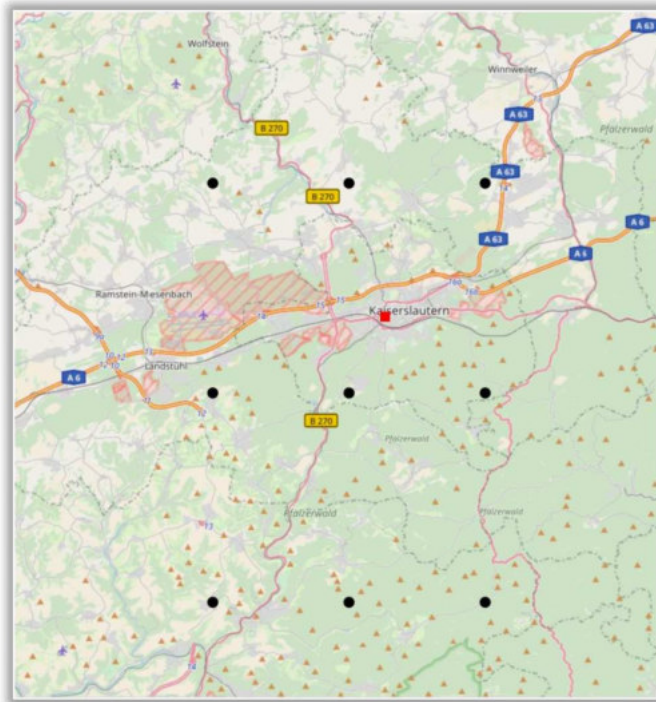 Wolfstein
A 63
Winnweiler
A 63
B 270
Pfälzerwald
A 63
B 270
A 6
A 63
A 6
Ramstein-Miesenbach
Kaiserslautern
Landstuhl
A 6
B 270
Pfälzerwald
Pfälzerwald
Pfälzerwald